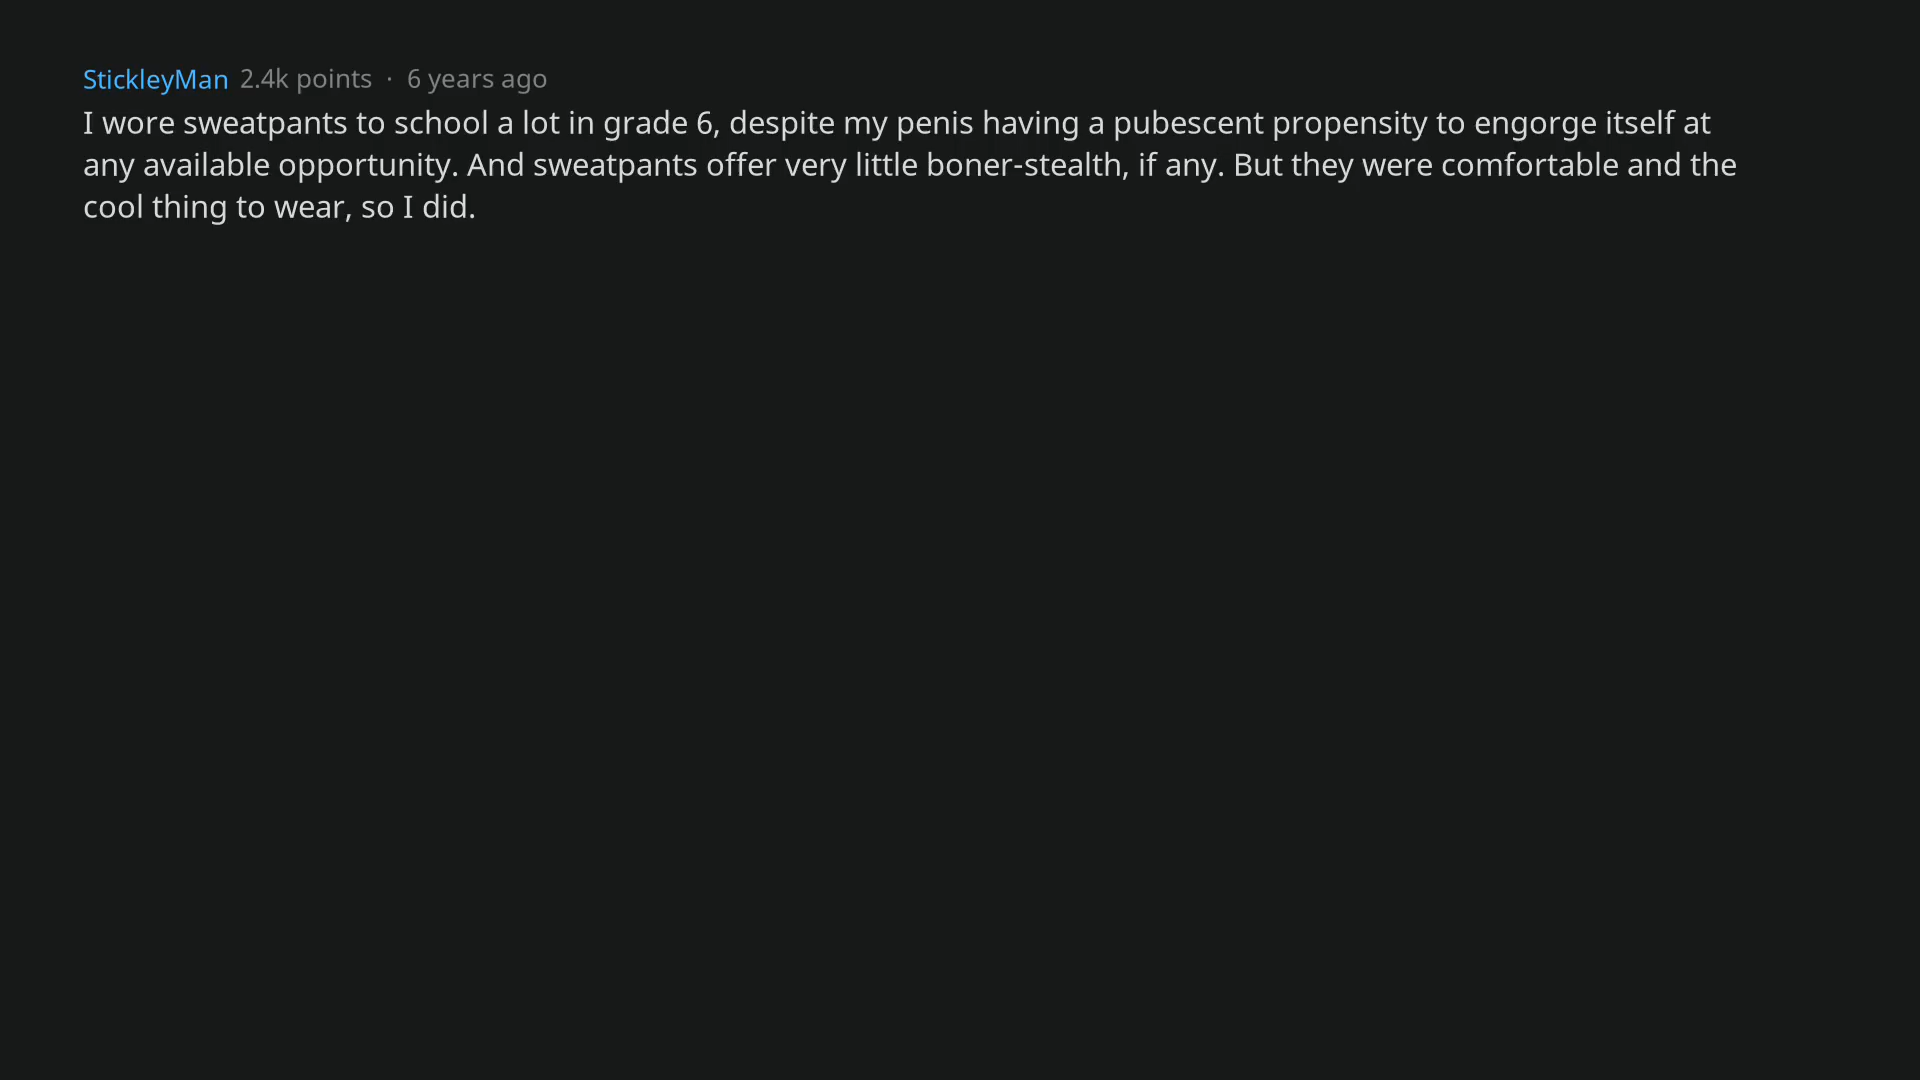 StickleyMan 2.4k points · 6 years ago
I wore sweatpants to school a lot in grade 6, despite my penis having a pubescent propensity to engorge itself at
any available opportunity. And sweatpants offer very little boner-stealth, if any. But they were comfortable and the
cool thing to wear, so I did.